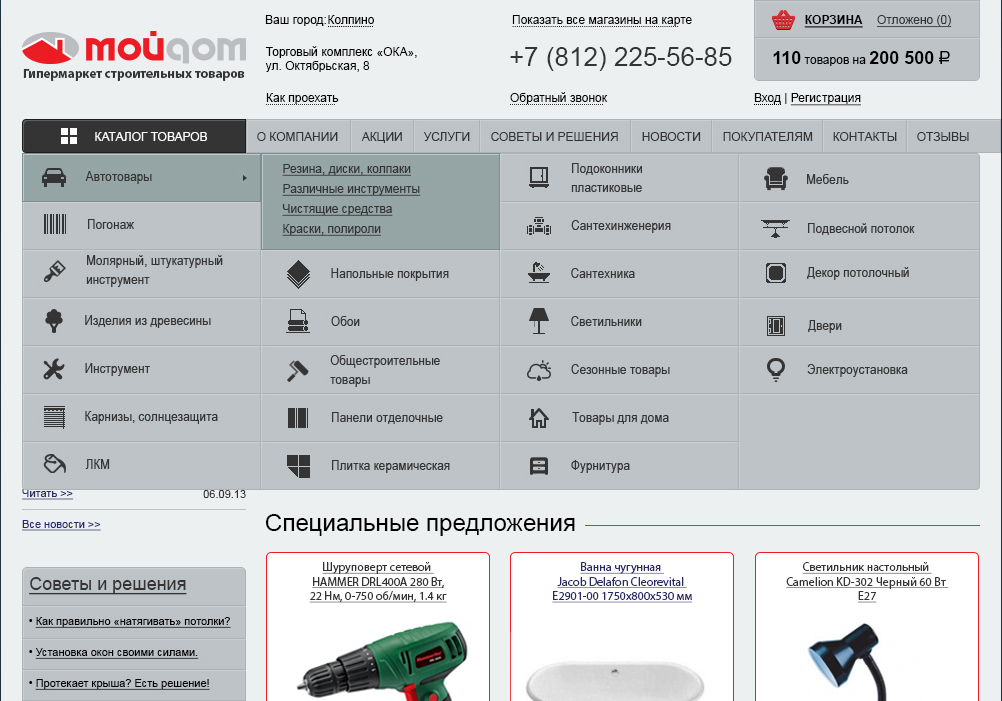 мойдом
Гипермаркет строительных товаров
Ваш город: Колпино
Торговый комплекс «ОКА»,
ул. Октябрьская, 8
Как проехать
Показать все магазины на карте
+7 (812) 225-56-85
Обратный звонок
КОРЗИНА Отложено (0)
110 товаров на 200 500 ₽
Вход | Регистрация
КАТАЛОГ ТОВАРОВ
О КОМПАНИИ
АКЦИИ
УСЛУГИ
СОВЕТЫ И РЕШЕНИЯ
НОВОСТИ
ПОКУПАТЕЛЯМ
КОНТАКТЫ
ОТЗЫВЫ
Автотовары
Погонаж
Молярный, штукатурный
инструмент
Изделия из древесины
Инструмент
Карнизы, солнцезащита
ЛКМ
Резина, диски, колпаки
Различные инструменты
Чистящие средства
Краски, полироли
Напольные покрытия
Обои
Общестроительные
товары
Панели отделочные
Плитка керамическая
Подоконники
пластиковые
Сантехинженерия
Сантехника
Светильники
Сезонные товары
Товары для дома
Фурнитура
Мебель
Подвесной потолок
Декор потолочный
Двери
Электроустановка
Читать >> 06.09.13
Все новости >>
Советы и решения
• Как правильно «натягивать» потолки?
• Установка окон своими силами.
• Протекает крыша? Есть решение!
Специальные предложения
Шуруповерт сетевой
HAMMER DRL400A 280 Вт,
22 Нм, 0-750 об/мин, 1.4 кг
Ванна чугунная
Jacob Delafon Cleorevital
E2901-00 1750x800x530 мм
Светильник настольный
Camelion KD-302 Черный 60 Вт
E27